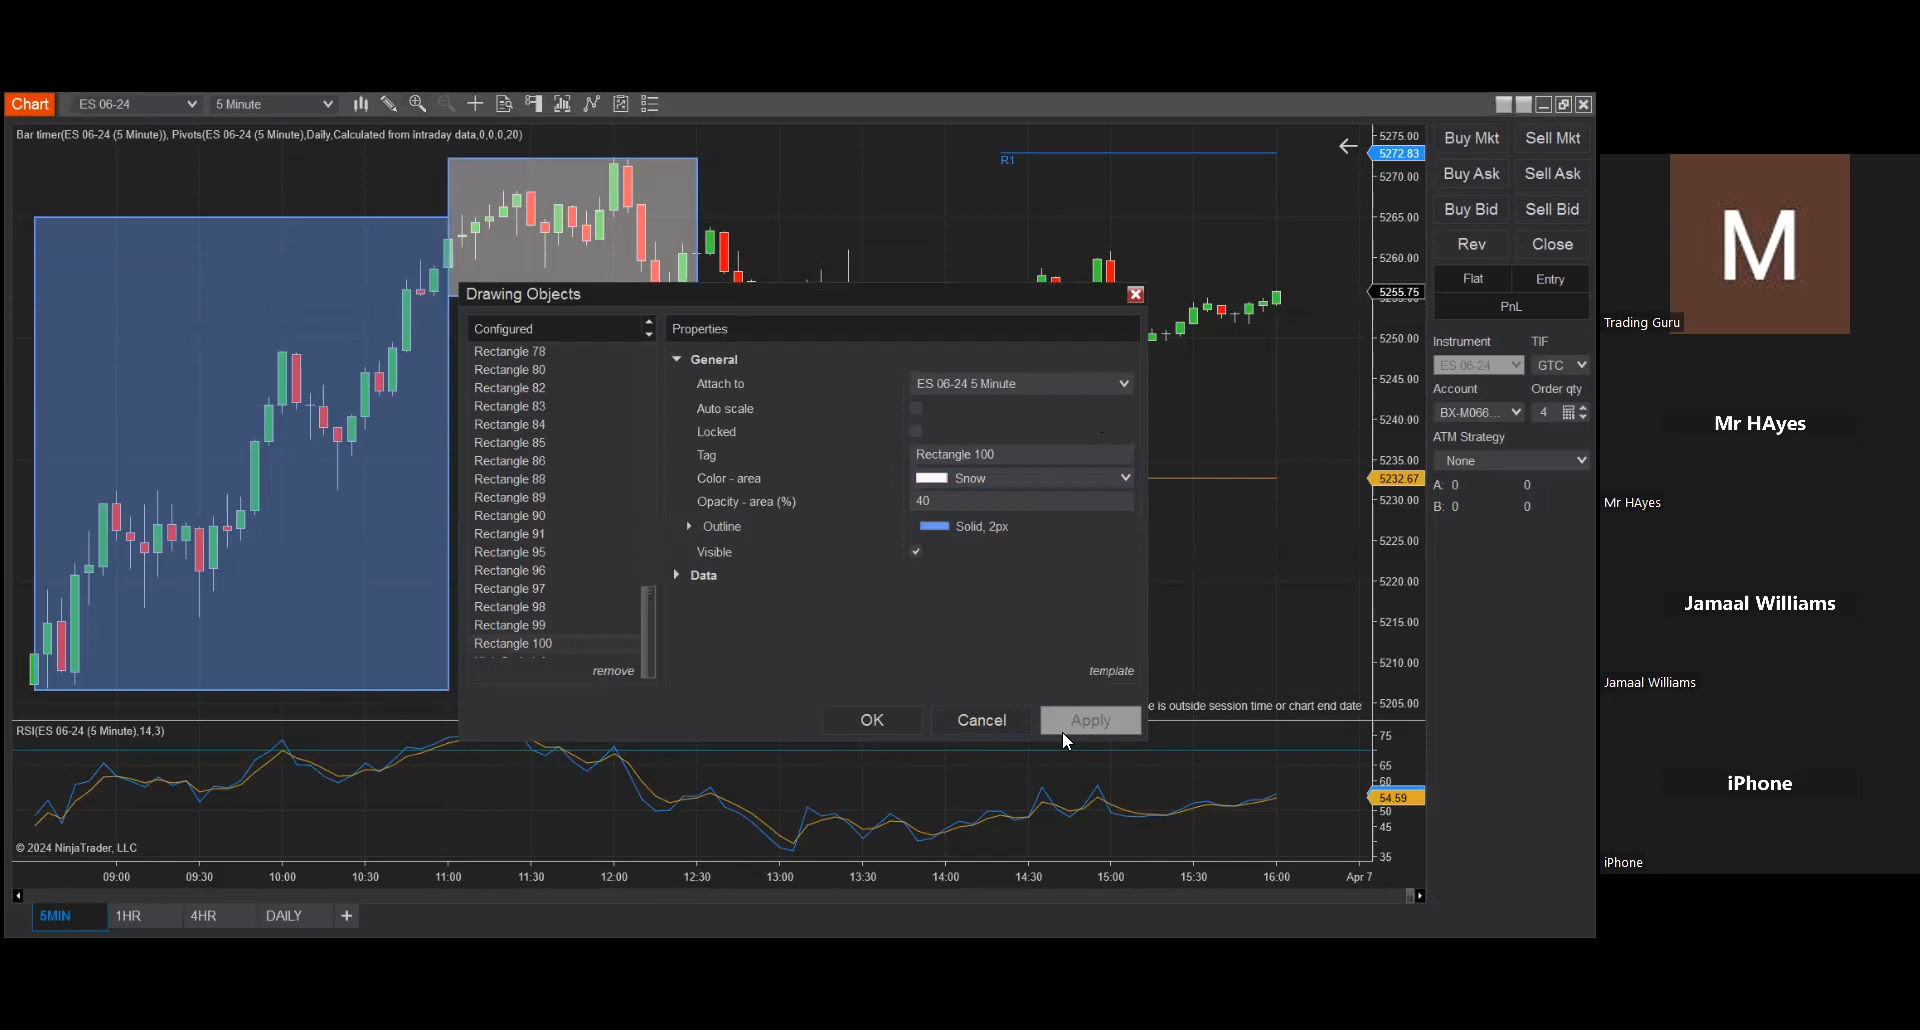 Chart
ES 06-24
5 Minute
Bar timer(ES 06-24 (5 Minute)), Pivots(ES 06-24 (5 Minute),Daily,Calculated from intraday data,0,0,0,20)
R1
5275.00
5272.83
5270.00
5265.00
5260.00
5255.75
5250.00
5245.00
5240.00
5235.00
5232.67
5230.00
5225.00
5220.00
5215.00
5210.00
5205.00
Drawing Objects
Configured
Rectangle 78
Rectangle 80
Rectangle 82
Rectangle 83
Rectangle 84
Rectangle 85
Rectangle 86
Rectangle 88
Rectangle 89
Rectangle 90
Rectangle 91
Rectangle 95
Rectangle 96
Rectangle 97
Rectangle 98
Rectangle 99
Rectangle 100
remove
Properties
General
Attach to
ES 06-24 5 Minute
Auto scale
Locked
Tag
Rectangle 100
Color - area
Snow
Opacity - area (%)
40
Outline
Solid, 2px
Visible
Data
template
OK
Cancel
Apply
e is outside session time or chart end date
RSI(ES 06-24 (5 Minute),14,3)
75
65
60
54.59
50
45
35
© 2024 NinjaTrader, LLC
09:00
09:30
10:00
10:30
11:00
11:30
12:00
12:30
13:00
13:30
14:00
14:30
15:00
15:30
16:00
Apr 7
5MIN
1HR
4HR
DAILY
+
Buy Mkt
Sell Mkt
Buy Ask
Sell Ask
Buy Bid
Sell Bid
Rev
Close
Flat
Entry
PnL
Instrument
TIF
ES 06-24
GTC
Account
Order qty
BX-M066...
4
ATM Strategy
None
A: 0
0
B: 0
0
M
Trading Guru
Mr HAyes
Mr HAyes
Jamaal Williams
Jamaal Williams
iPhone
iPhone